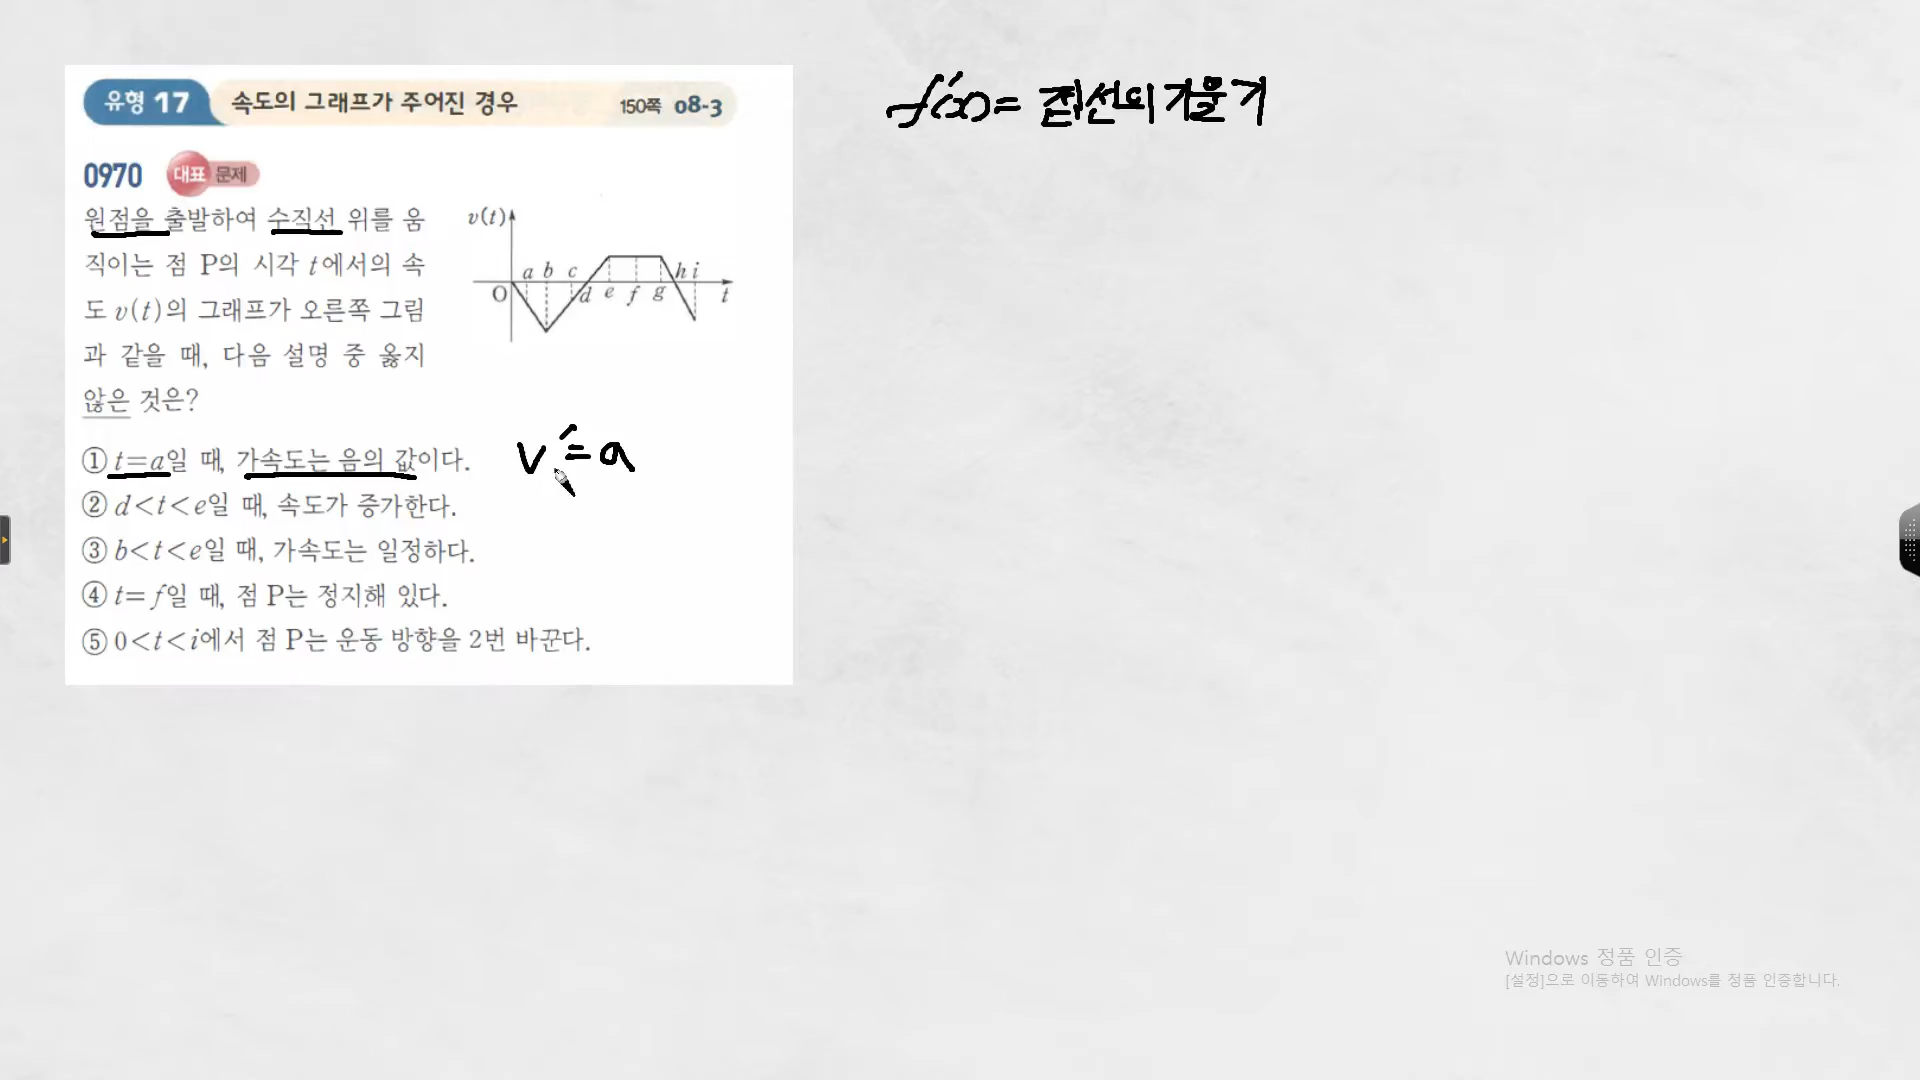 유형 17 속도의 그래프가 주어진 경우 150쪽 08-3
0970 대표 문제
원점을 출발하여 수직선 위를 움
직이는 점 P의 시각 t에서의 속
도 v(t)의 그래프가 오른쪽 그림
과 같을 때, 다음 설명 중 옳지
않은 것은?
v(t)
a b c h i
O d e f g t
① t=a일 때, 가속도는 음의 값이다.
② d<t<e일 때, 속도가 증가한다.
③ b<t<e일 때, 가속도는 일정하다.
④ t=f일 때, 점 P는 정지해 있다.
⑤ 0<t<i에서 점 P는 운동 방향을 2번 바꾼다.
v′=a
f′(x)= 접선의 기울기
Windows 정품 인증
[설정]으로 이동하여 Windows를 정품 인증합니다.